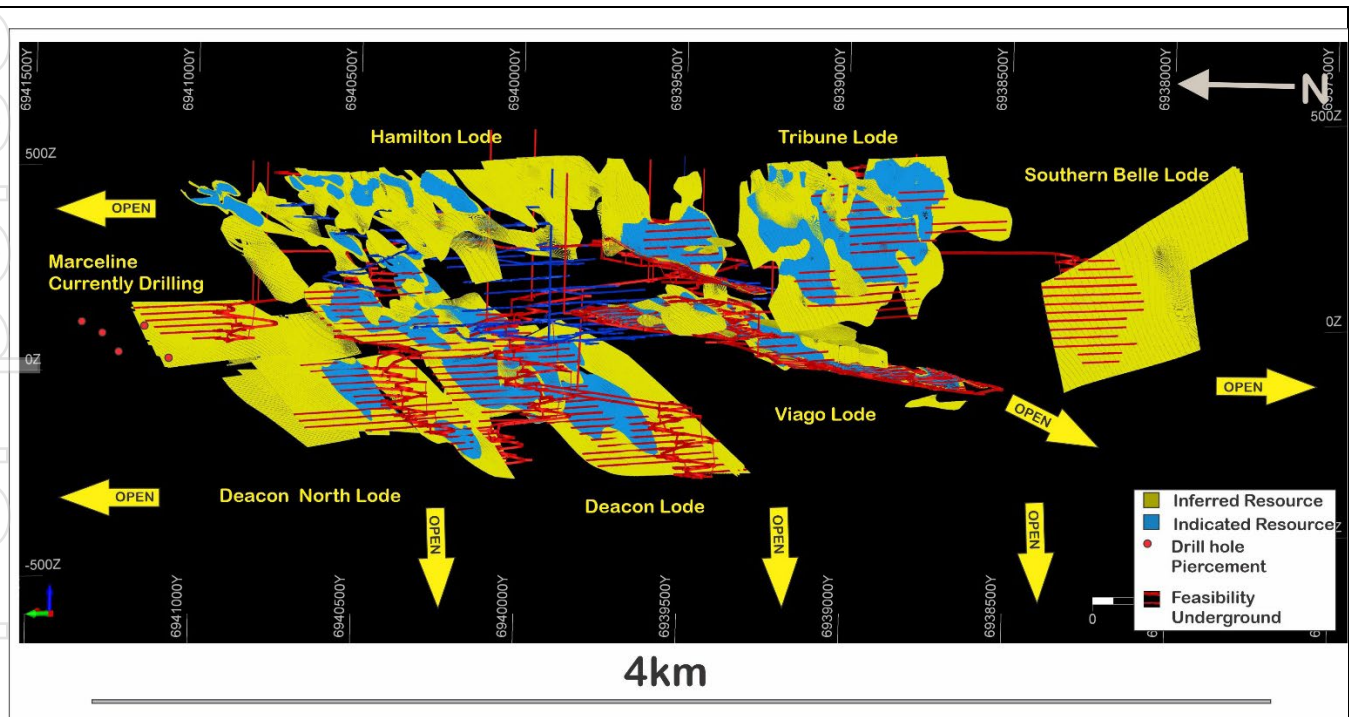 6941500Y
6941000Y
6940500Y
6940000Y
6939500Y
6939000Y
6938500Y
6938000Y
N
500Z
500Z
Hamilton Lode
Tribune Lode
Southern Belle Lode
OPEN
Marceline
Currently Drilling
0Z
0Z
OPEN
Viago Lode
OPEN
OPEN
Deacon North Lode
Deacon Lode
OPEN
OPEN
OPEN
Inferred Resource
Indicated Resource
Drill hole
Piercement
Feasibility
Underground
-500Z
0
6941000Y
6940500Y
6940000Y
6939500Y
6939000Y
6938500Y
4km